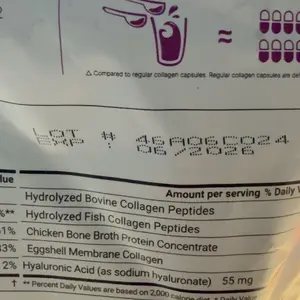 ≈
△ Compared to regular collagen capsules. Regular collagen capsules are
LOT # 46A06C024
EXP : 06/2026
Amount per serving % Daily
Hydrolyzed Bovine Collagen Peptides
%** Hydrolyzed Fish Collagen Peptides
Chicken Bone Broth Protein Concentrate
Eggshell Membrane Collagen
2% Hyaluronic Acid (as sodium hyaluronate) 55 mg
† ** Percent Daily Values are based on 2,000 calorie diet.